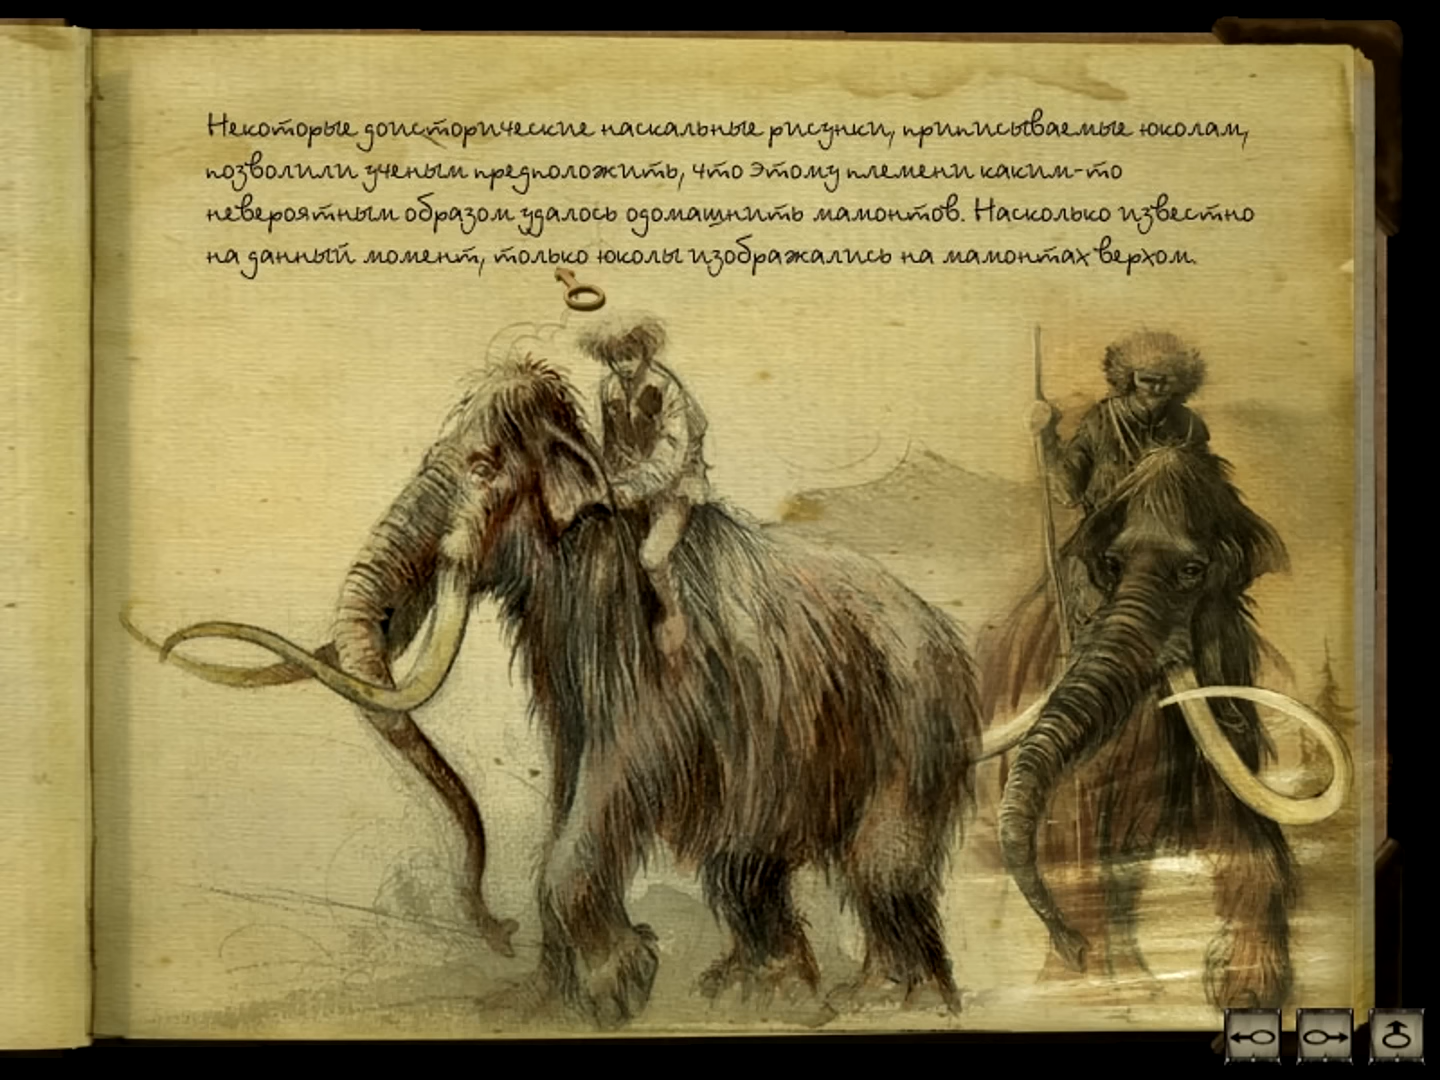 Некоторые доисторические наскальные рисунки, приписываемые юколам,
позволили ученым предположить, что этому племени каким-то
невероятным образом удалось одомашнить мамонтов. Насколько известно
на данный момент, только юколы изображались на мамонтах верхом.